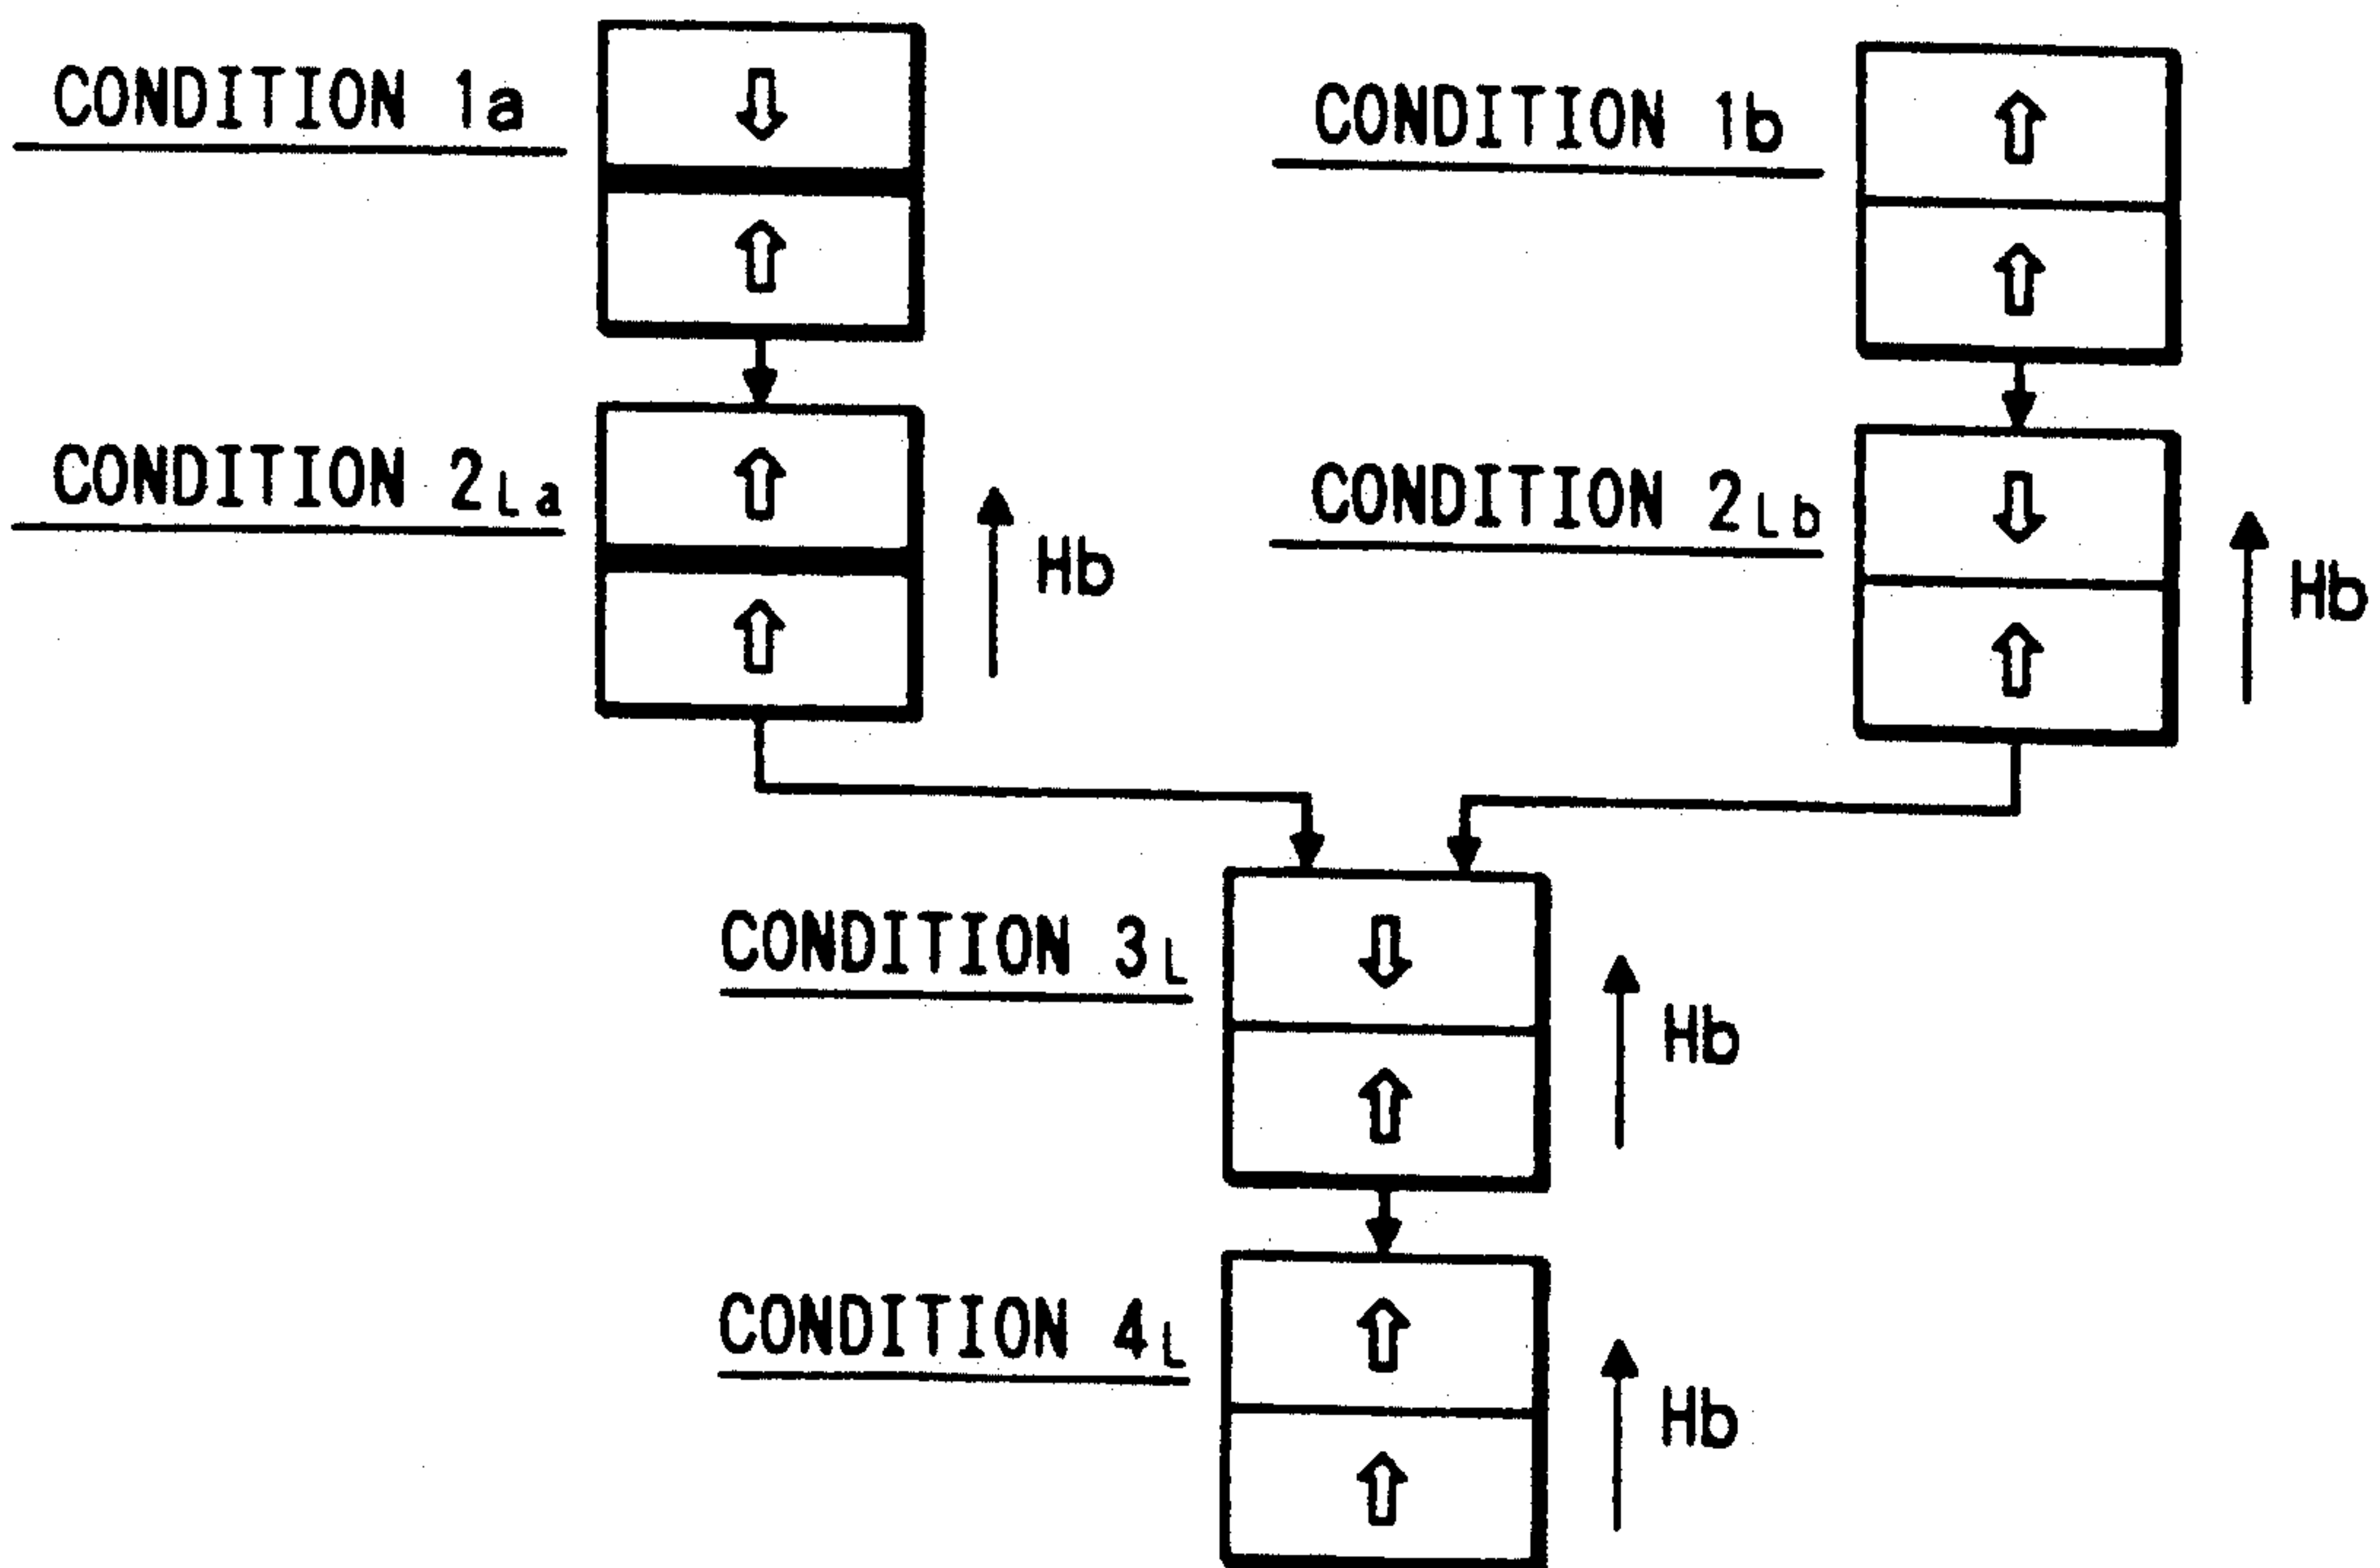 CONDITION 1a
CONDITION 1b
CONDITION 2La
Hb
CONDITION 2Lb
Hb
CONDITION 3L
Hb
CONDITION 4L
Hb